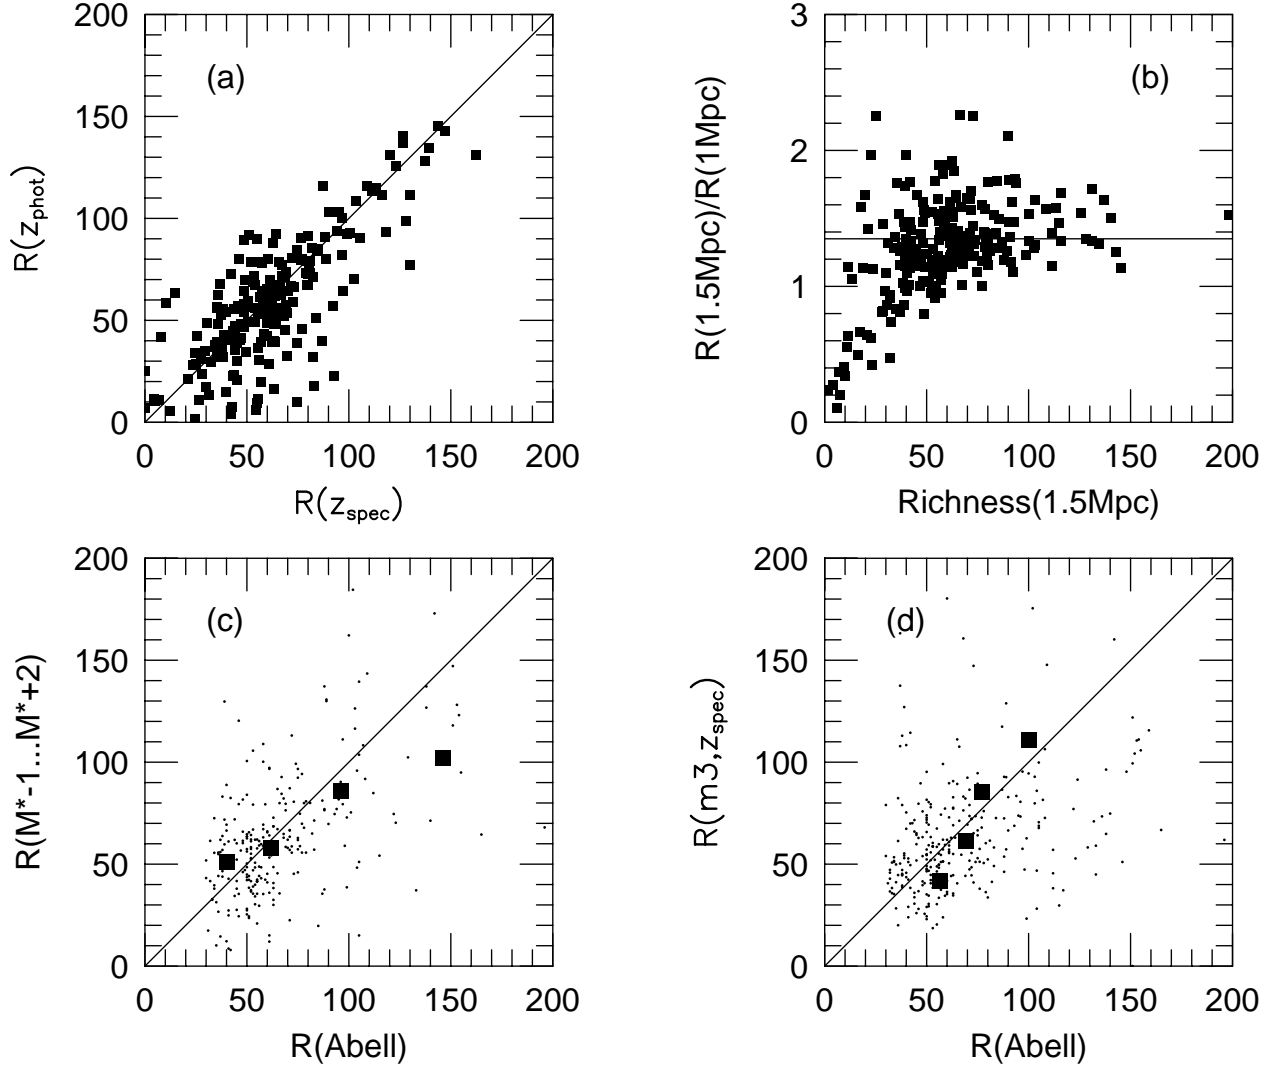 200
150
100
50
0
R(z_phot)
(a)
0 50 100 150 200
R(z_spec)
3
2
1
0
R(1.5Mpc)/R(1Mpc)
(b)
0 50 100 150 200
Richness(1.5Mpc)
200
150
100
50
0
R(M*-1...M*+2)
(c)
0 50 100 150 200
R(Abell)
200
150
100
50
0
R(m3,z_spec)
(d)
0 50 100 150 200
R(Abell)